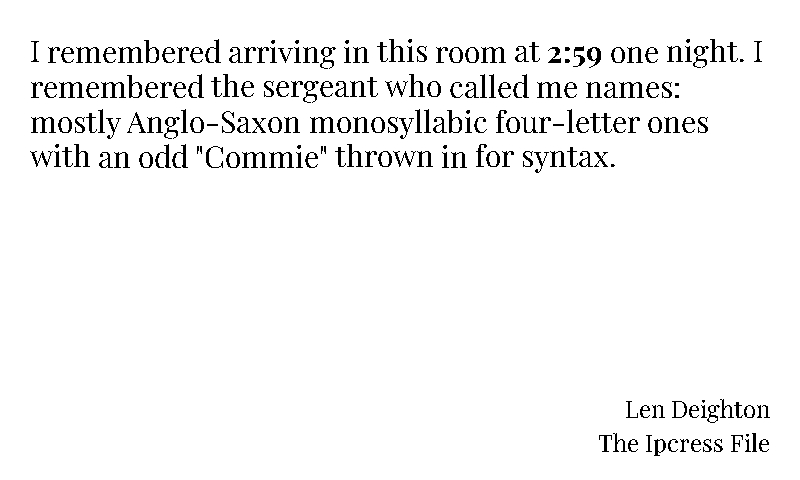 I remembered arriving in this room at 2:59 one night. I
remembered the sergeant who called me names:
mostly Anglo-Saxon monosyllabic four-letter ones
with an odd "Commie" thrown in for syntax.
Len Deighton
The Ipcress File